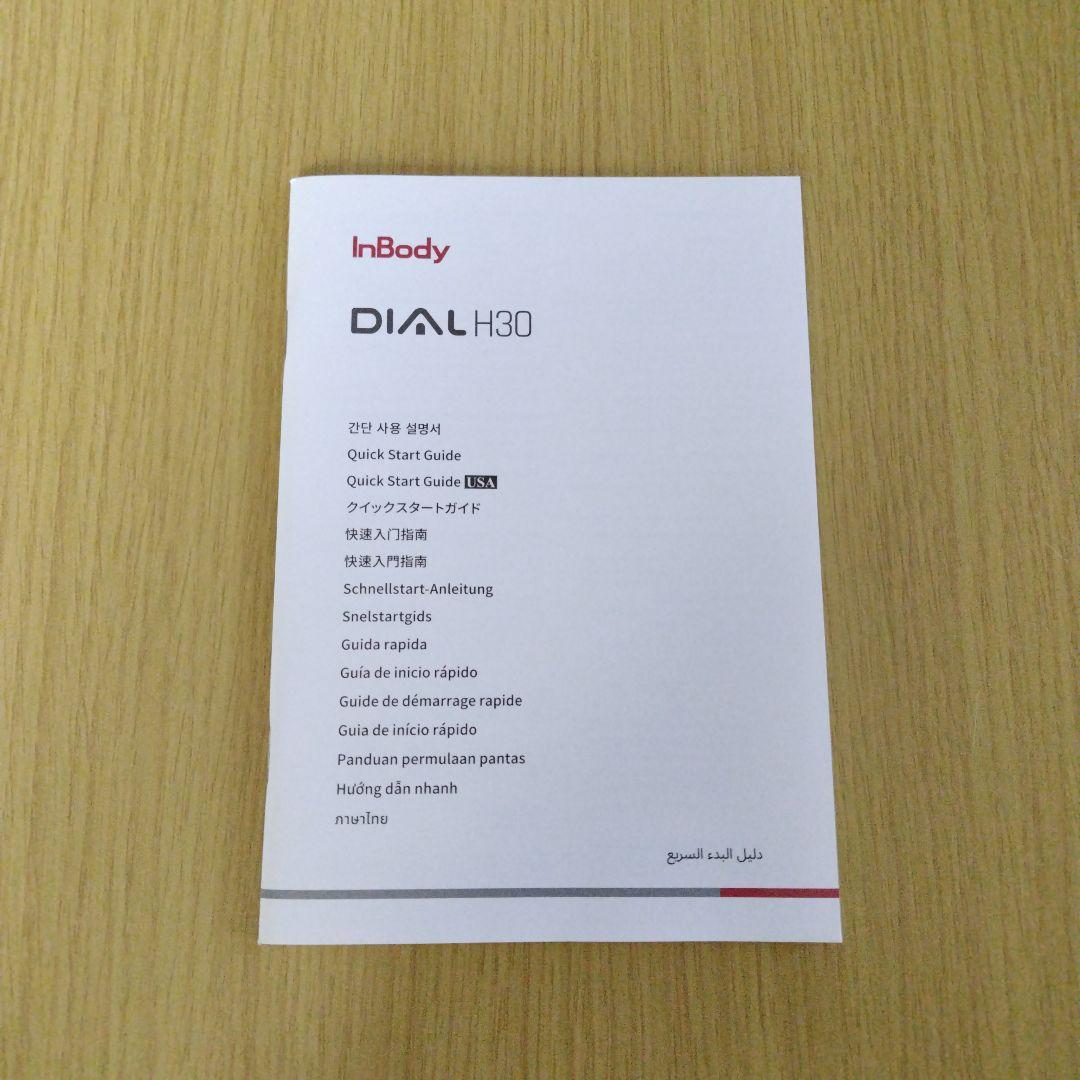 InBody
DIAL H30
간단 사용 설명서
Quick Start Guide
Quick Start Guide USA
クイックスタートガイド
快速入门指南
快速入門指南
Schnellstart-Anleitung
Snelstartgids
Guida rapida
Guía de inicio rápido
Guide de démarrage rapide
Guia de início rápido
Panduan permulaan pantas
Hướng dẫn nhanh
ภาษาไทย
دليل البدء السريع